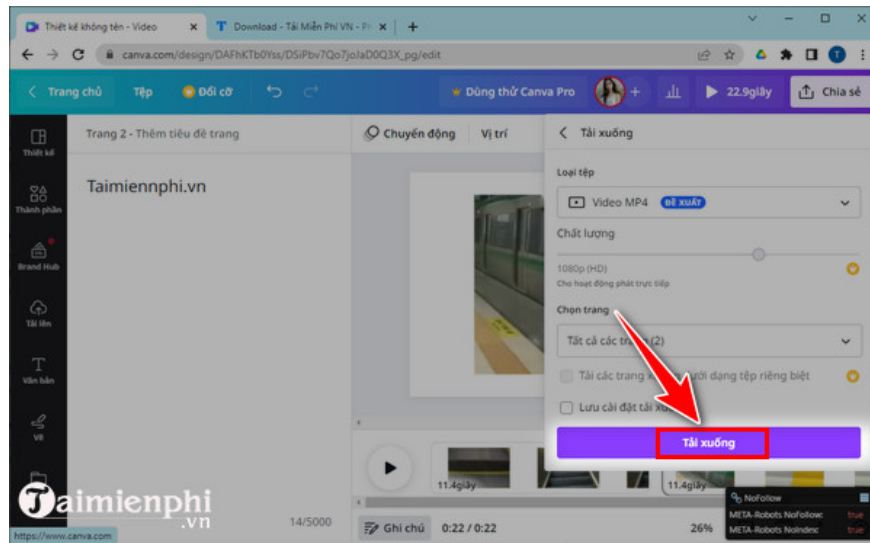 Thiết kế không tên - Video
Download - Tải Miễn Phí VN - Ph
canva.com/design/DAFhKTb0Yss/DSiPbv7Qo7joJaD0Q3X_pg/edit
Trang chủ
Tệp
Đổi cỡ
Dùng thử Canva Pro
22.9giây
Chia sẻ
Thiết kế
Thành phần
Brand Hub
Tải lên
Văn bản
Vẽ
Trang 2 - Thêm tiêu đề trang
Taimiennphi.vn
14/5000
Chuyển động
Vị trí
Tải xuống
Loại tệp
Video MP4 ĐỀ XUẤT
Chất lượng
1080p (HD)
Cho hoạt động phát trực tiếp
Chọn trang
Tất cả các (2)
Tải các trang dưới dạng tệp riêng biệt
Lưu cài đặt tải
Tải xuống
11.4giây
11.4giây
Ghi chú
0:22 / 0:22
26%
NoFollow
META-Robots NoFollow: true
META-Robots NoIndex: true
Taimienphi
.vn
https://www.canva.com